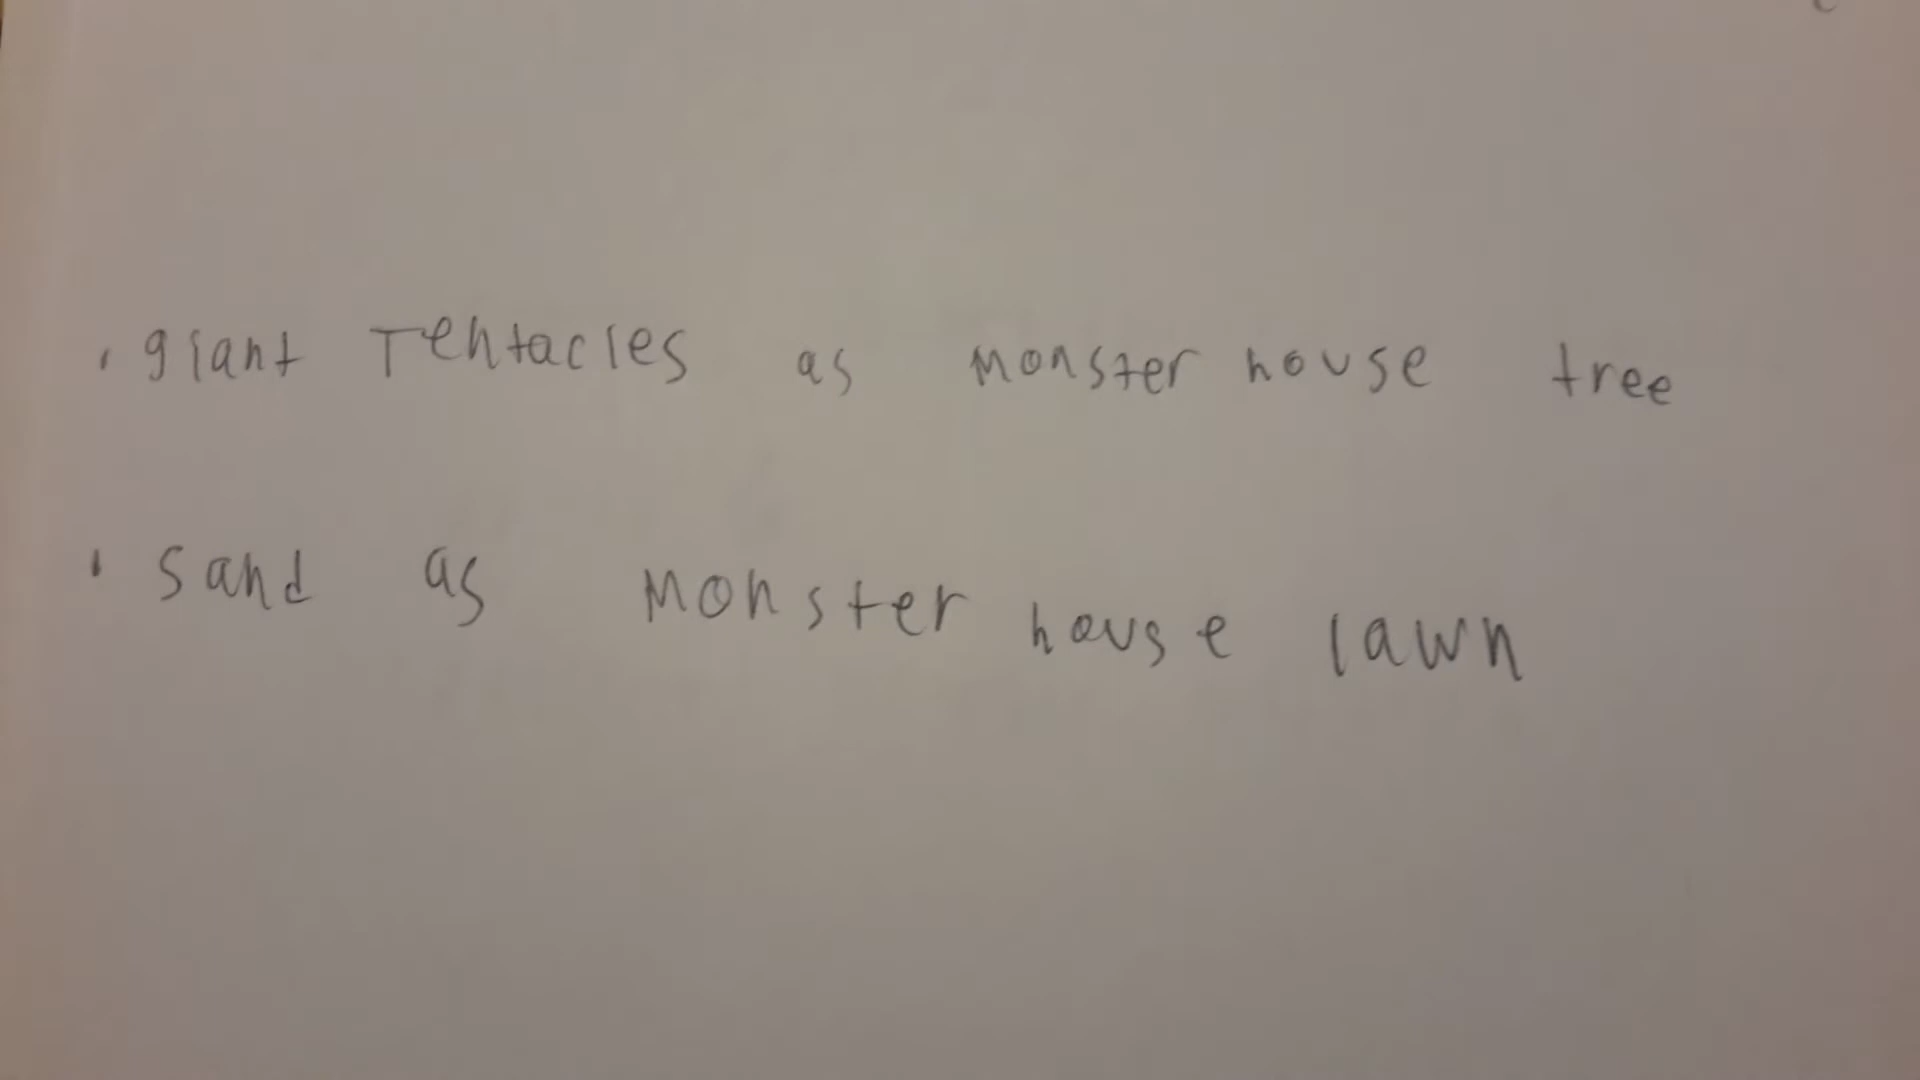 · giant Tentacles as Monster house tree
· Sand as Monster house lawn